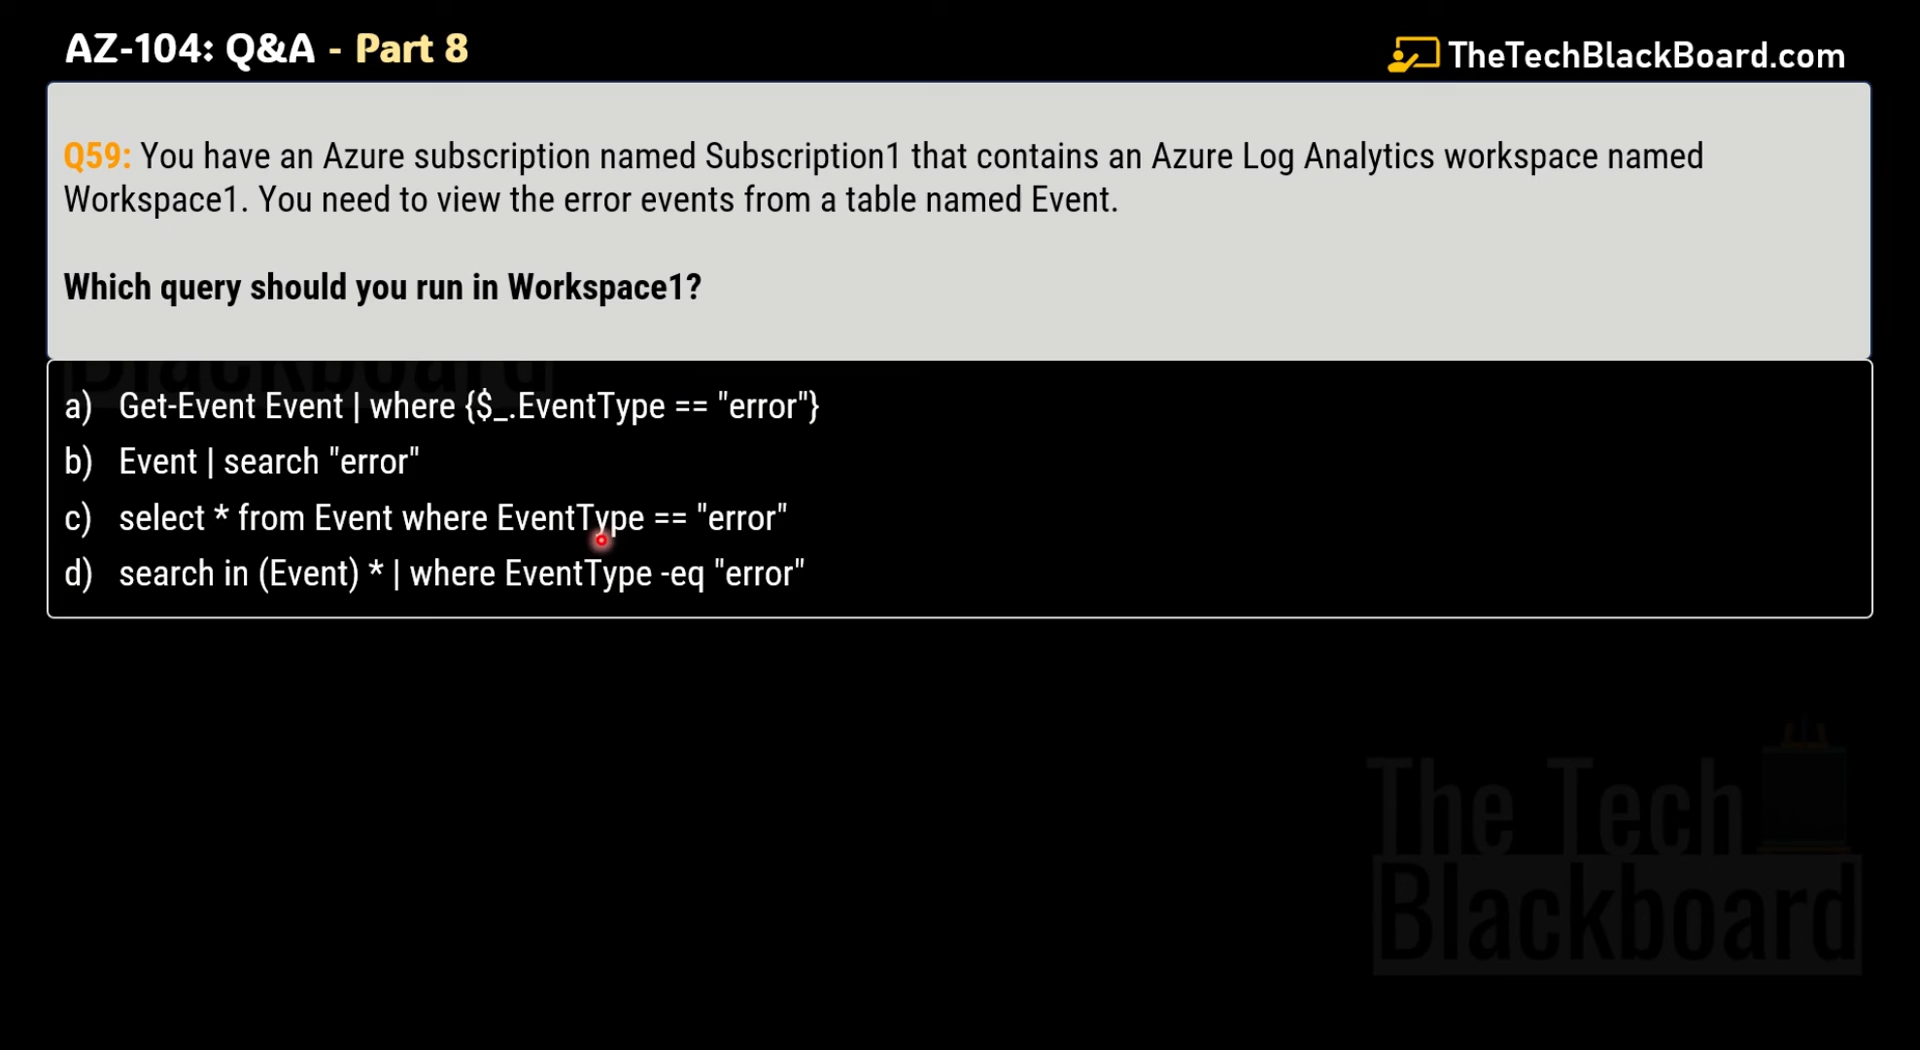 AZ-104: Q&A - Part 8
TheTechBlackBoard.com
Q59: You have an Azure subscription named Subscription1 that contains an Azure Log Analytics workspace named
Workspace1. You need to view the error events from a table named Event.
Which query should you run in Workspace1?
Blackboard
a) Get-Event Event | where {$_.EventType == "error"}
b) Event | search "error"
c) select * from Event where EventType == "error"
d) search in (Event) * | where EventType -eq "error"
The Tech
Blackboard